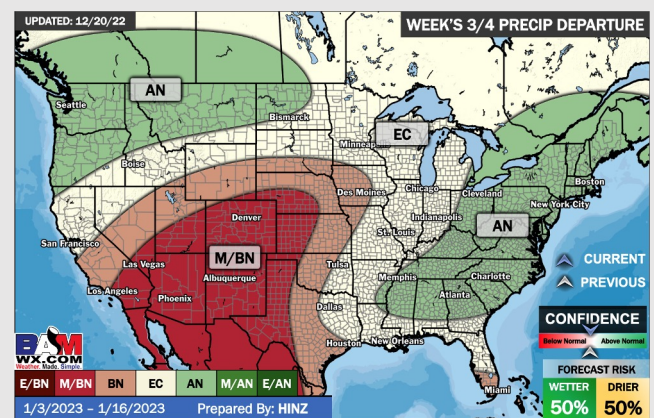 UPDATED: 12/20/22
WEEK'S 3/4 PRECIP DEPARTURE
AN
Seattle
Bismarck
EC
Minneap
Boise
Boston
Des Moines
Chicago
Cleveland
New York City
Denver
Indianapolis
AN
San Francisco
St. Louis
M/BN
Las Vegas
Tulsa
CURRENT
Albuquerque
Memphis
Charlotte
PREVIOUS
Los Angeles
Phoenix
Dallas
Atlanta
CONFIDENCE
Below Normal
Above Normal
BAM
WX.COM
Weather. Made. Simple.
Houston
New Orleans
FORECAST RISK
E/BN M/BN BN EC AN M/AN E/AN
Miami
WETTER
DRIER
50%
50%
1/3/2023 – 1/16/2023
Prepared By: HINZ